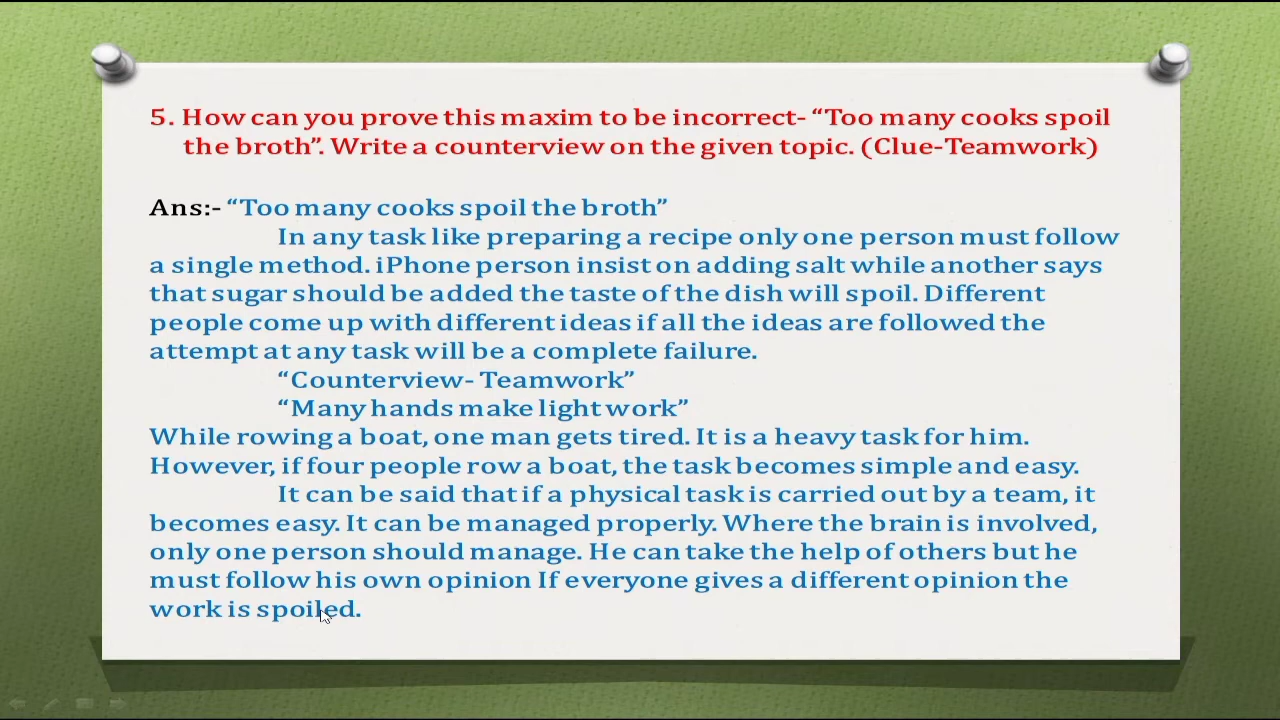 5. How can you prove this maxim to be incorrect- “Too many cooks spoil
the broth”. Write a counterview on the given topic. (Clue-Teamwork)
Ans:- “Too many cooks spoil the broth”
In any task like preparing a recipe only one person must follow
a single method. iPhone person insist on adding salt while another says
that sugar should be added the taste of the dish will spoil. Different
people come up with different ideas if all the ideas are followed the
attempt at any task will be a complete failure.
“Counterview- Teamwork”
“Many hands make light work”
While rowing a boat, one man gets tired. It is a heavy task for him.
However, if four people row a boat, the task becomes simple and easy.
It can be said that if a physical task is carried out by a team, it
becomes easy. It can be managed properly. Where the brain is involved,
only one person should manage. He can take the help of others but he
must follow his own opinion If everyone gives a different opinion the
work is spoiled.